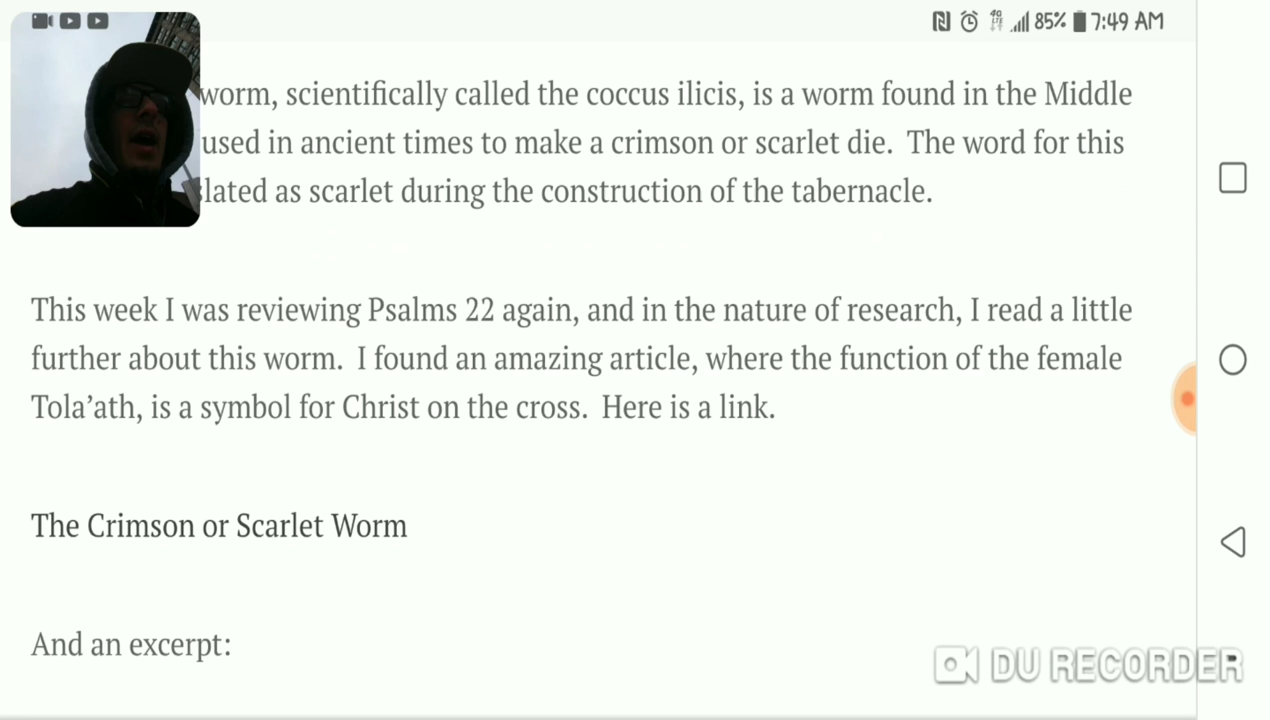 4G LTE 85% 7:49 AM
worm, scientifically called the coccus ilicis, is a worm found in the Middle
used in ancient times to make a crimson or scarlet die. The word for this
slated as scarlet during the construction of the tabernacle.
This week I was reviewing Psalms 22 again, and in the nature of research, I read a little
further about this worm. I found an amazing article, where the function of the female
Tola’ath, is a symbol for Christ on the cross. Here is a link.
The Crimson or Scarlet Worm
And an excerpt:
DU RECORDER